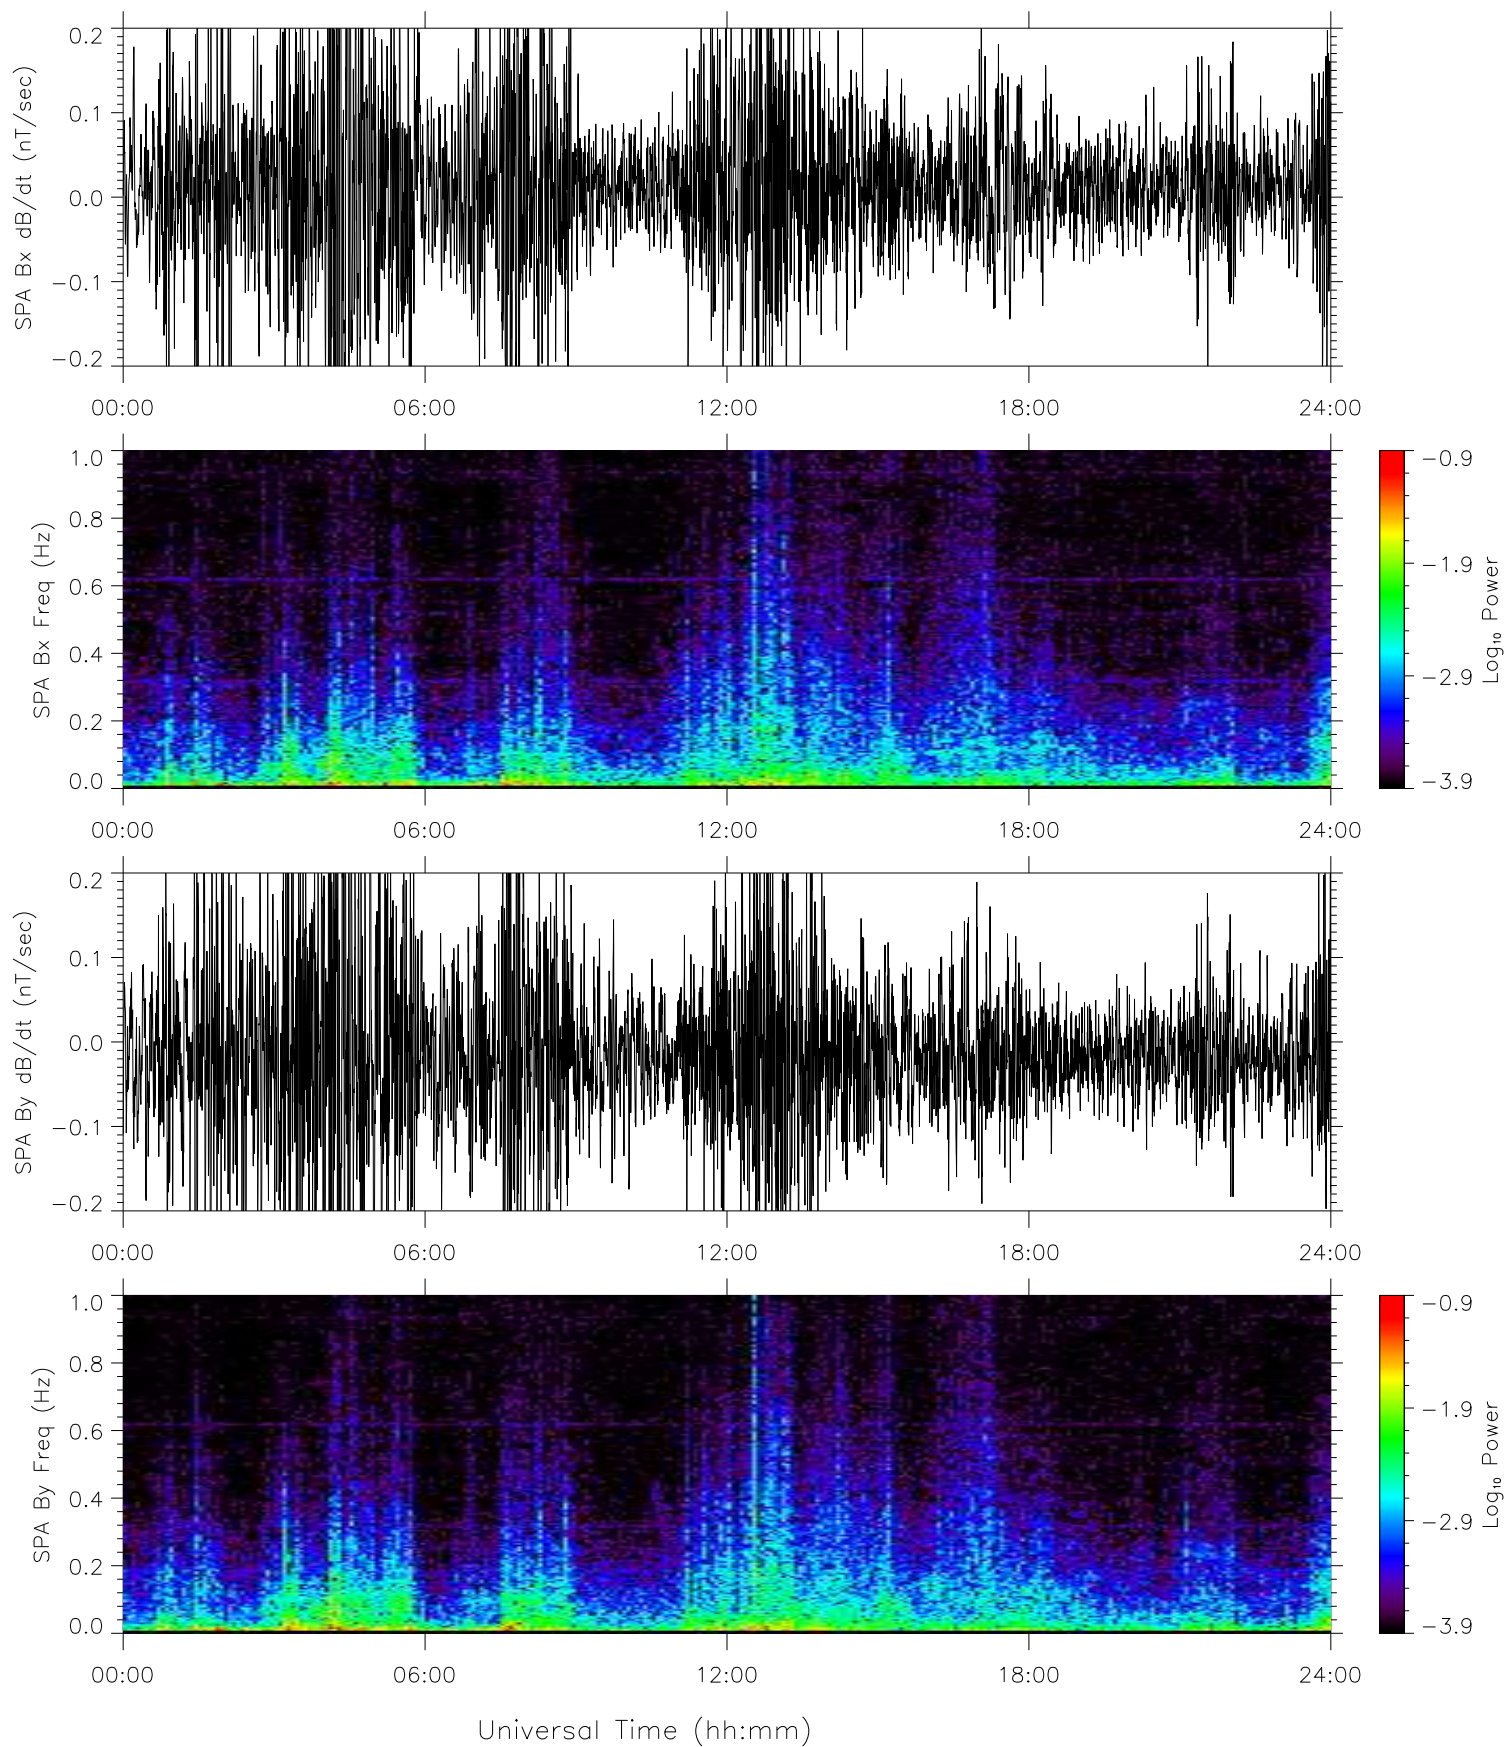 SPA Bx dB/dt (nT/sec)
0.2
0.1
0.0
−0.1
−0.2
00:00 06:00 12:00 18:00 24:00
SPA Bx Freq (Hz)
1.0
0.8
0.6
0.4
0.2
0.0
00:00 06:00 12:00 18:00 24:00
−0.9
−1.9
−2.9
−3.9
Log₁₀ Power
SPA By dB/dt (nT/sec)
0.2
0.1
0.0
−0.1
−0.2
00:00 06:00 12:00 18:00 24:00
SPA By Freq (Hz)
1.0
0.8
0.6
0.4
0.2
0.0
00:00 06:00 12:00 18:00 24:00
−0.9
−1.9
−2.9
−3.9
Log₁₀ Power
Universal Time (hh:mm)